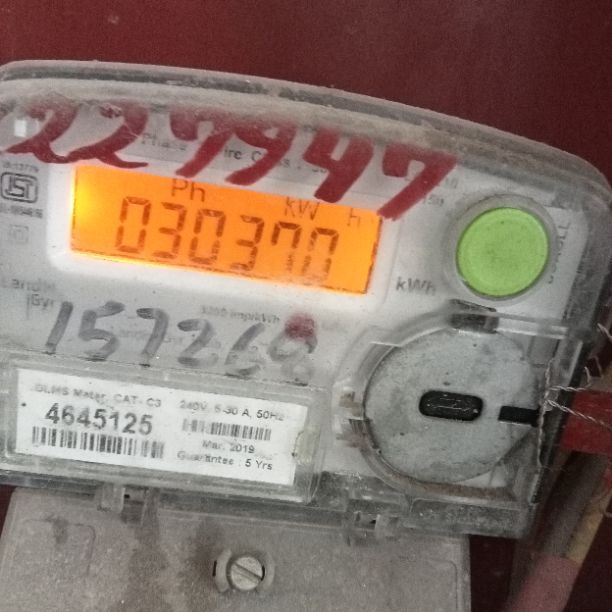 227947
Ph kW h
030370
kWh
157268
DLMS Meter, CAT- C3
4645125
240V, 5-30 A, 50Hz
Mar. 2019
Guarantee : 5 Yrs